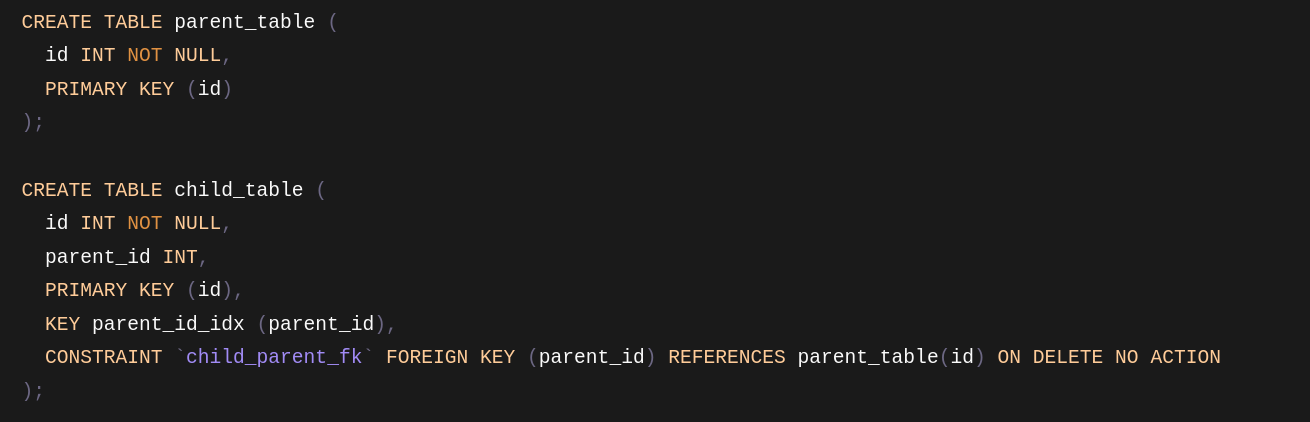 CREATE TABLE parent_table (
  id INT NOT NULL,
  PRIMARY KEY (id)
);

CREATE TABLE child_table (
  id INT NOT NULL,
  parent_id INT,
  PRIMARY KEY (id),
  KEY parent_id_idx (parent_id),
  CONSTRAINT `child_parent_fk` FOREIGN KEY (parent_id) REFERENCES parent_table(id) ON DELETE NO ACTION
);